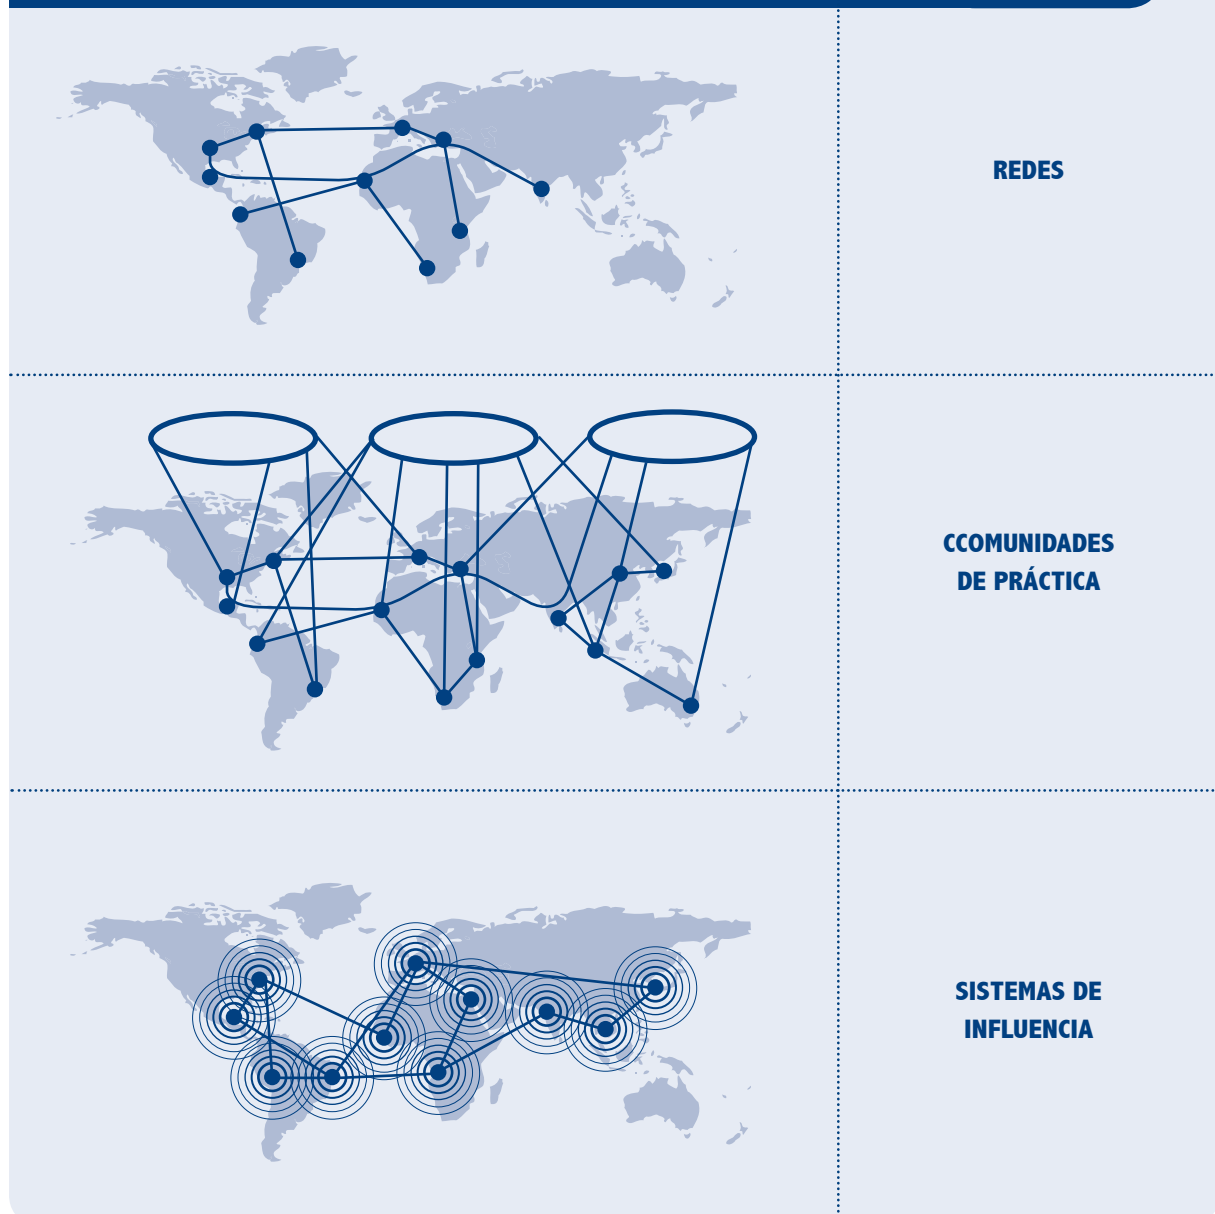 REDES
CCOMUNIDADES
DE PRÁCTICA
SISTEMAS DE
INFLUENCIA